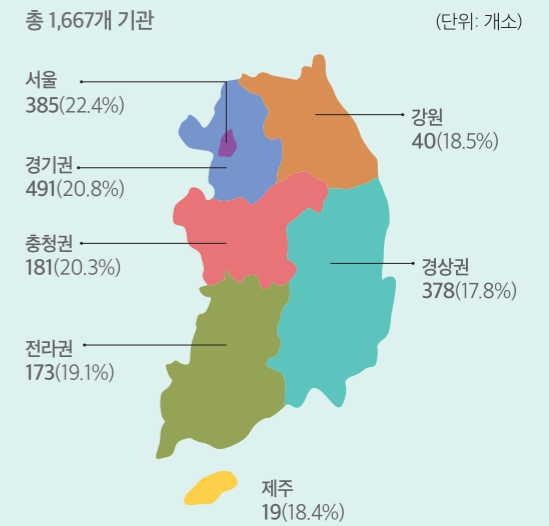 총 1,667개 기관
(단위: 개소)
서울
385(22.4%)
강원
40(18.5%)
경기권
491(20.8%)
충청권
181(20.3%)
경상권
378(17.8%)
전라권
173(19.1%)
제주
19(18.4%)